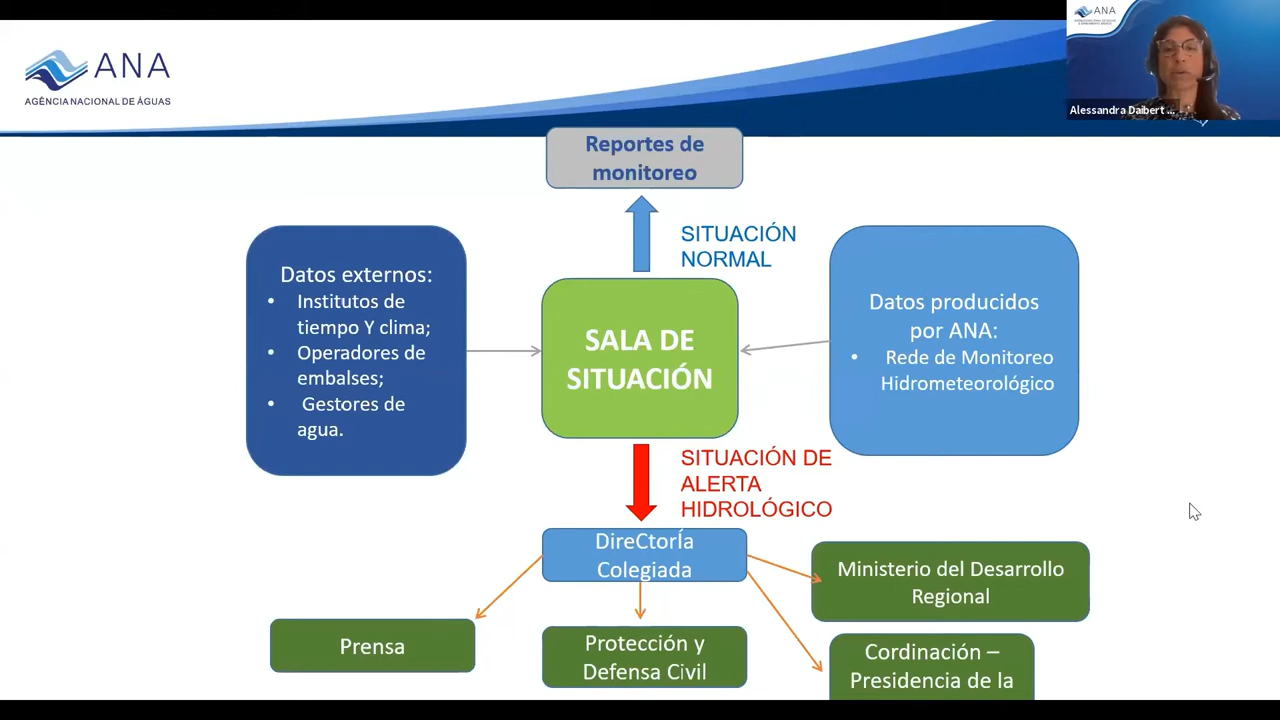 ANA
AGÊNCIA NACIONAL DE ÁGUAS
ANA
Alessandra Daibert ...
Reportes de
monitoreo
SITUACIÓN
NORMAL
Datos externos:
• Institutos de
tiempo Y clima;
• Operadores de
embalses;
• Gestores de
agua.
SALA DE
SITUACIÓN
Datos producidos
por ANA:
• Rede de Monitoreo
Hidrometeorológico
SITUACIÓN DE
ALERTA
HIDROLÓGICO
DireCtorÍa
Colegiada
Ministerio del Desarrollo
Regional
Prensa
Protección y
Defensa Civil
Cordinación –
Presidencia de la